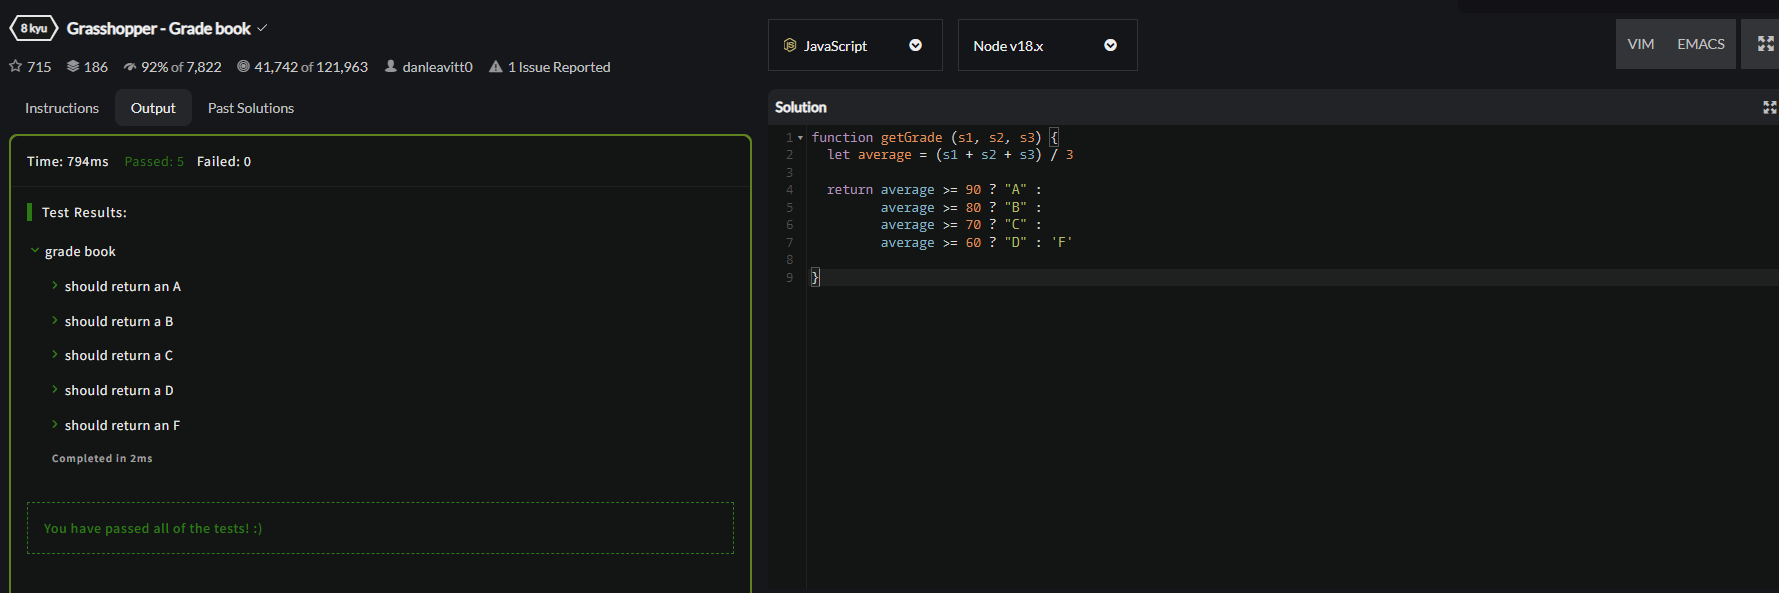 8 kyu Grasshopper - Grade book
715 186 92% of 7,822 41,742 of 121,963 danleavitt0 1 Issue Reported
Instructions Output Past Solutions
Time: 794ms Passed: 5 Failed: 0
Test Results:
grade book
should return an A
should return a B
should return a C
should return a D
should return an F
Completed in 2ms
You have passed all of the tests! :)
JS JavaScript Node v18.x VIM EMACS
Solution
1 function getGrade (s1, s2, s3) {
2 let average = (s1 + s2 + s3) / 3
3
4 return average >= 90 ? "A" :
5 average >= 80 ? "B" :
6 average >= 70 ? "C" :
7 average >= 60 ? "D" : 'F'
8
9 }